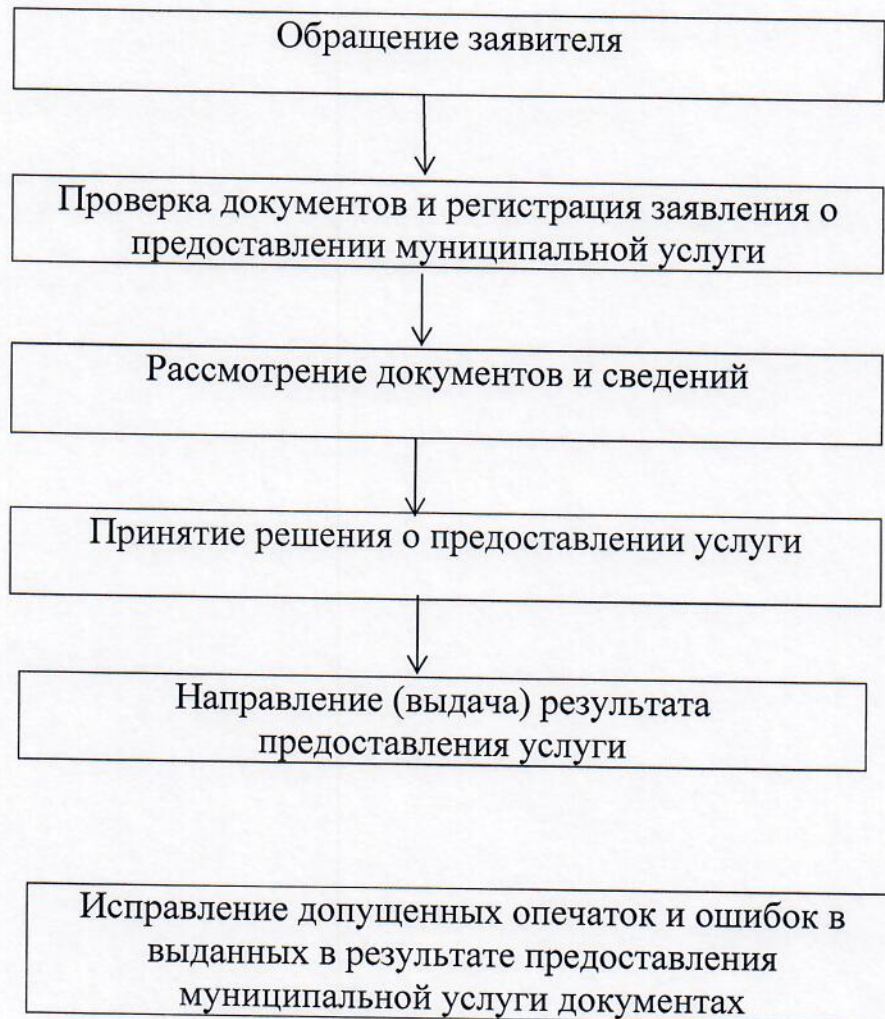 Обращение заявителя
Проверка документов и регистрация заявления о
предоставлении муниципальной услуги
Рассмотрение документов и сведений
Принятие решения о предоставлении услуги
Направление (выдача) результата
предоставления услуги
Исправление допущенных опечаток и ошибок в
выданных в результате предоставления
муниципальной услуги документах